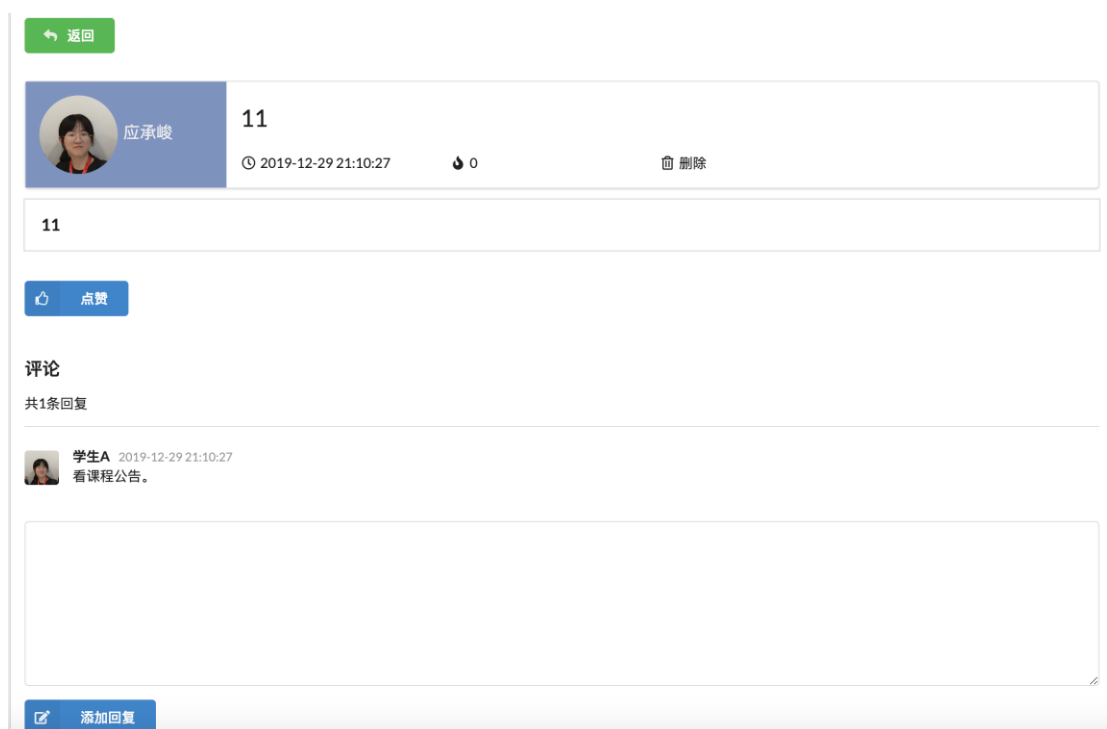 返回
应承峻
11
2019-12-29 21:10:27 0 删除
11
点赞
评论
共1条回复
学生A 2019-12-29 21:10:27
看课程公告。
添加回复